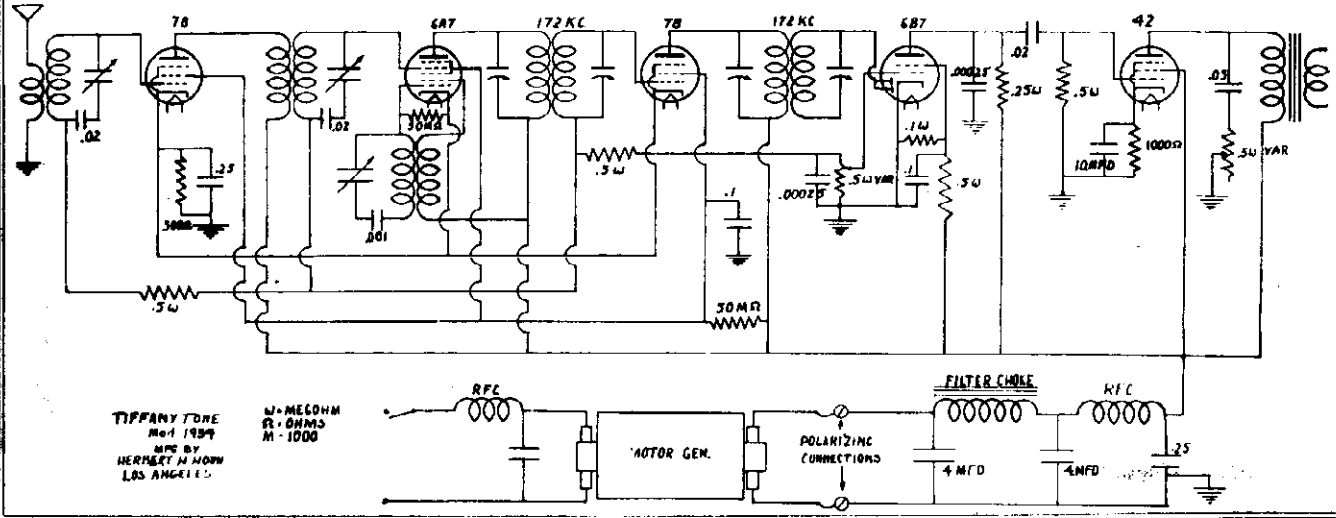 78
6A7
172 KC
78
172 KC
6B7
42
.02
.02
30MΩ
.001
.25
300Ω
.5ω
.5ω
.1
.00025
.5ω VAR
.1ω
.1
.5ω
.00025
.25ω
.02
.5ω
10MFD
1000Ω
.03
.5ω VAR
30MΩ
TIFFANY TONE
Mod 1934
MFG BY
HERBERT H HORN
LOS ANGELES
ω=MEGOHM
Ω=OHMS
M=1000
RFC
MOTOR GEN.
POLARIZING
CONNECTIONS
FILTER CHOKE
RFC
4 MFD
4MFD
.25